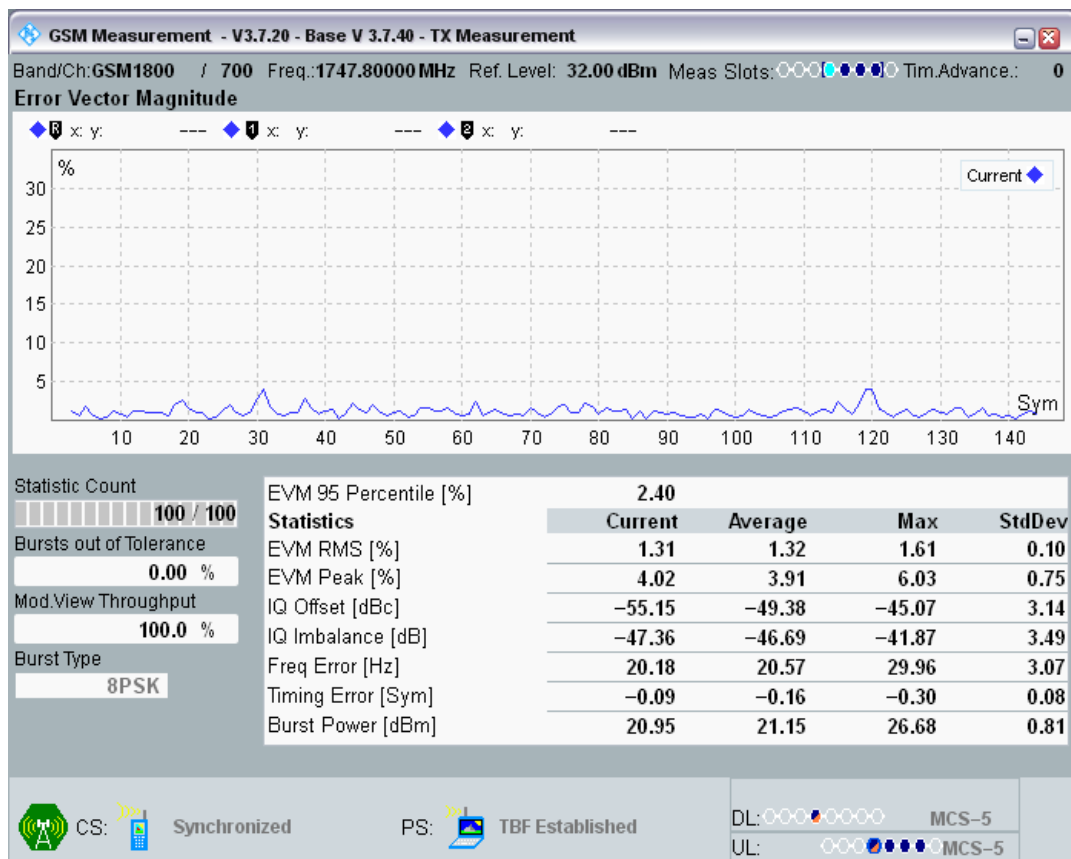 GSM Measurement - V3.7.20 - Base V 3.7.40 - TX Measurement
Band/Ch:GSM1800 / 700 Freq.:1747.80000 MHz Ref. Level: 32.00 dBm Meas Slots: Tim.Advance.: 0
Error Vector Magnitude
R x: y: --- 1 x: y: --- 2 x: y: ---
%
Current
30
25
20
15
10
5
Sym
10 20 30 40 50 60 70 80 90 100 110 120 130 140
Statistic Count
100 / 100
Bursts out of Tolerance
0.00 %
Mod.View Throughput
100.0 %
Burst Type
8PSK
EVM 95 Percentile [%] 2.40
Statistics Current Average Max StdDev
EVM RMS [%] 1.31 1.32 1.61 0.10
EVM Peak [%] 4.02 3.91 6.03 0.75
IQ Offset [dBc] −55.15 −49.38 −45.07 3.14
IQ Imbalance [dB] −47.36 −46.69 −41.87 3.49
Freq Error [Hz] 20.18 20.57 29.96 3.07
Timing Error [Sym] −0.09 −0.16 −0.30 0.08
Burst Power [dBm] 20.95 21.15 26.68 0.81
CS: Synchronized PS: TBF Established
DL: MCS−5
UL: MCS−5